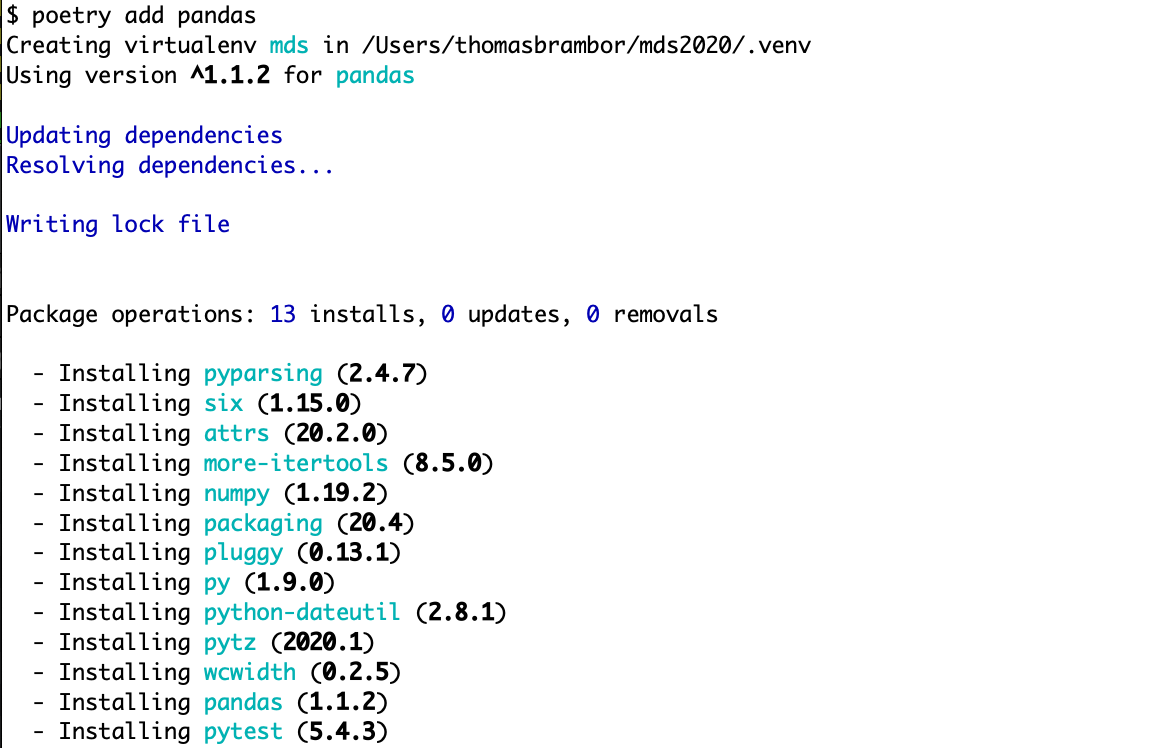 $ poetry add pandas
Creating virtualenv mds in /Users/thomasbrambor/mds2020/.venv
Using version ^1.1.2 for pandas
Updating dependencies
Resolving dependencies...
Writing lock file
Package operations: 13 installs, 0 updates, 0 removals
- Installing pyparsing (2.4.7)
- Installing six (1.15.0)
- Installing attrs (20.2.0)
- Installing more-itertools (8.5.0)
- Installing numpy (1.19.2)
- Installing packaging (20.4)
- Installing pluggy (0.13.1)
- Installing py (1.9.0)
- Installing python-dateutil (2.8.1)
- Installing pytz (2020.1)
- Installing wcwidth (0.2.5)
- Installing pandas (1.1.2)
- Installing pytest (5.4.3)